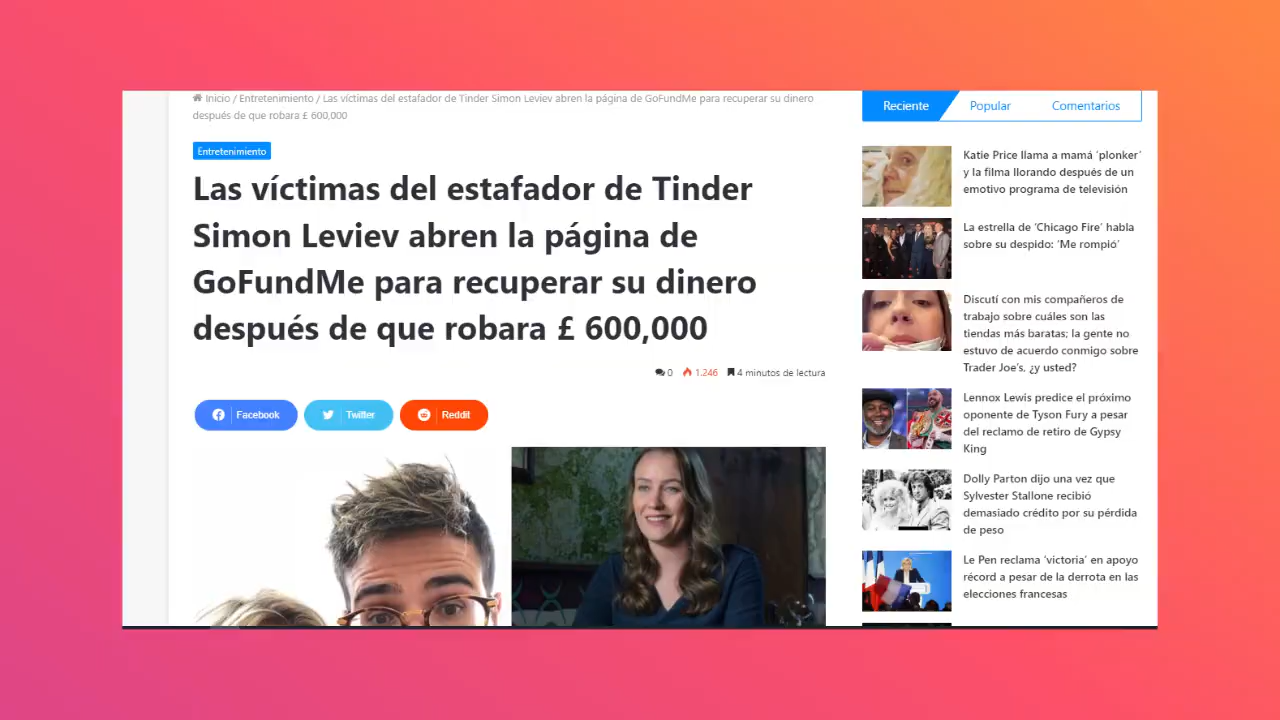 Inicio / Entretenimiento / Las víctimas del estafador de Tinder Simon Leviev abren la página de GoFundMe para recuperar su dinero
después de que robara £ 600,000
Entretenimiento
Las víctimas del estafador de Tinder
Simon Leviev abren la página de
GoFundMe para recuperar su dinero
después de que robara £ 600,000
0 1.246 4 minutos de lectura
Facebook
Twitter
Reddit
Reciente
Popular
Comentarios
Katie Price llama a mamá ‘plonker’
y la filma llorando después de un
emotivo programa de televisión
La estrella de ‘Chicago Fire’ habla
sobre su despido: ‘Me rompió’
Discutí con mis compañeros de
trabajo sobre cuáles son las
tiendas más baratas; la gente no
estuvo de acuerdo conmigo sobre
Trader Joe’s, ¿y usted?
Lennox Lewis predice el próximo
oponente de Tyson Fury a pesar
del reclamo de retiro de Gypsy
King
Dolly Parton dijo una vez que
Sylvester Stallone recibió
demasiado crédito por su pérdida
de peso
Le Pen reclama ‘victoria’ en apoyo
récord a pesar de la derrota en las
elecciones francesas